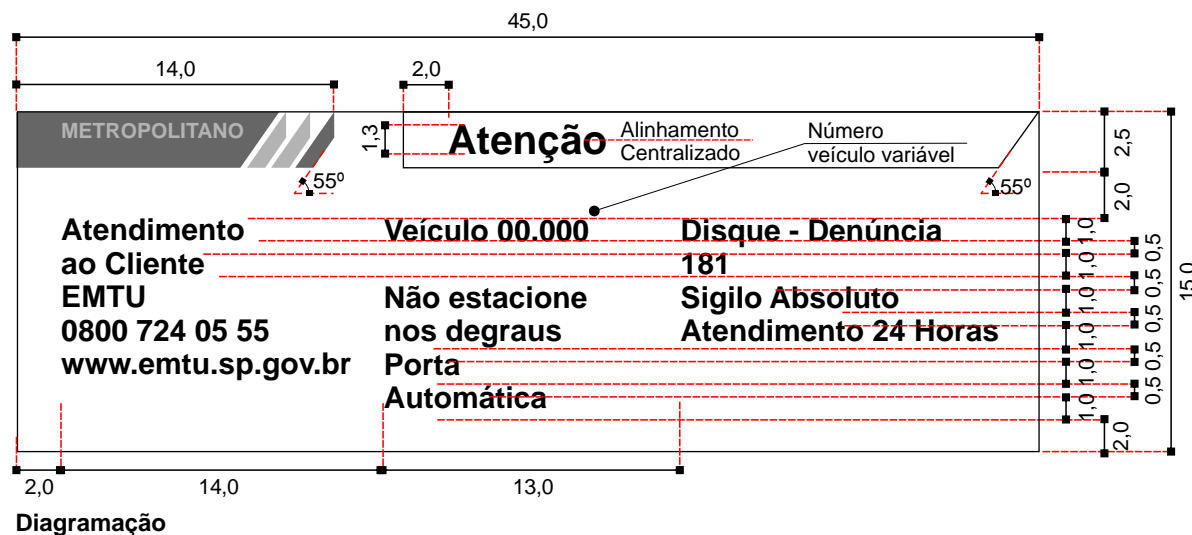 45,0
14,0
2,0
METROPOLITANO
1,3
Atenção
Alinhamento
Centralizado
Número
veículo variável
2,5
55º
55º
2,0
Atendimento
ao Cliente
EMTU
0800 724 05 55
www.emtu.sp.gov.br
Veículo 00.000
Não estacione
nos degraus
Porta
Automática
Disque - Denúncia
181
Sigilo Absoluto
Atendimento 24 Horas
1,0
0,5
1,0
0,5
1,0
0,5
1,0
0,5
1,0
0,5
1,0
2,0
15,0
2,0
14,0
13,0
Diagramação